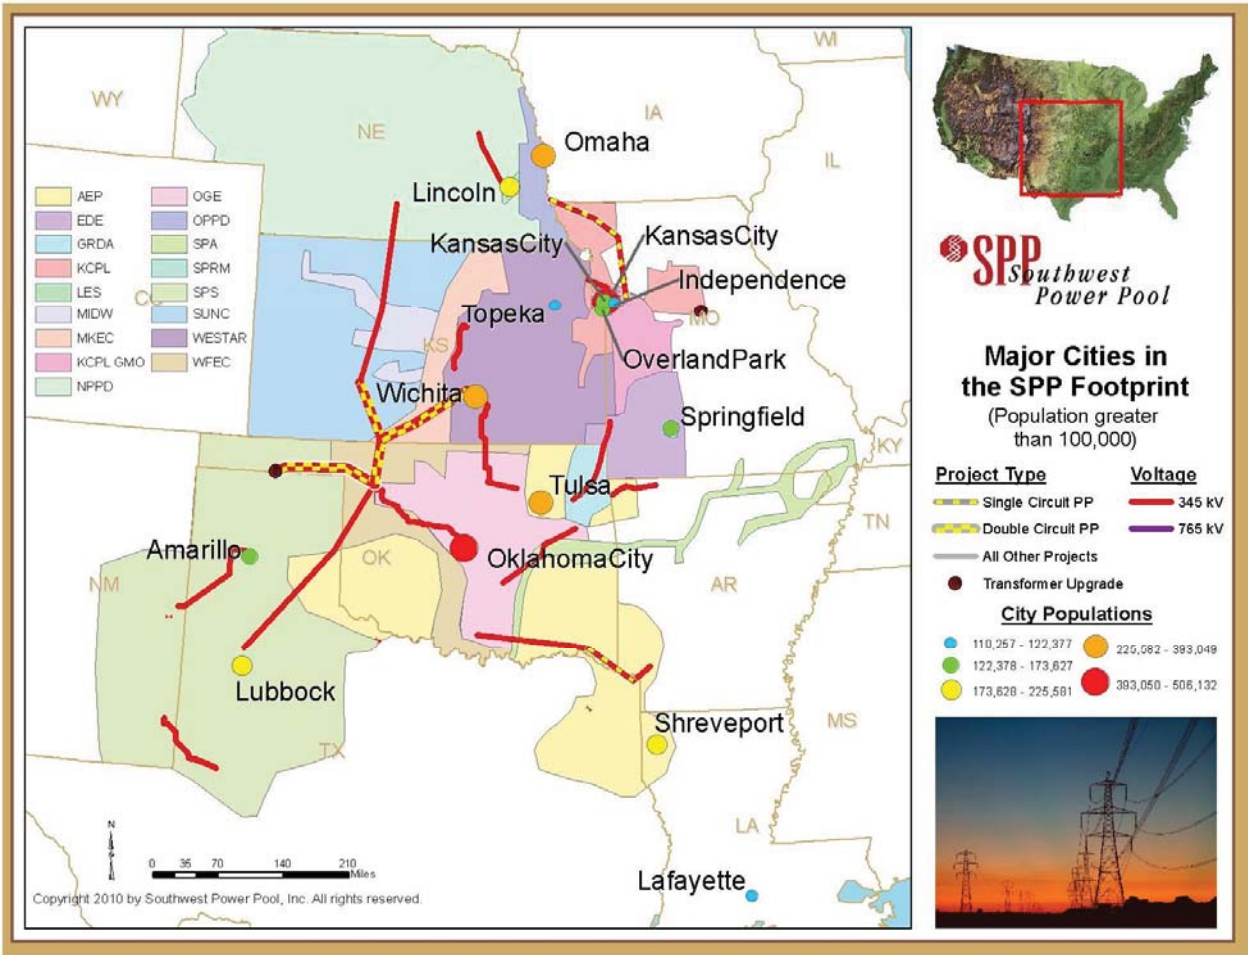 WY
NE
IA
WI
IL
Omaha
Lincoln
KansasCity
KansasCity
Independence
Topeka
KS
MO
OverlandPark
Wichita
Springfield
KY
Tulsa
TN
Amarillo
OklahomaCity
OK
AR
NM
Lubbock
TX
Shreveport
MS
LA
Lafayette
AEP
EDE
GRDA
KCPL
LES
MIDW
MKEC
KCPL GMO
NPPD
OGE
OPPD
SPA
SPRM
SPS
SUNC
WESTAR
WFEC
N
0 35 70 140 210
Miles
Copyright 2010 by Southwest Power Pool, Inc. All rights reserved.
SPP
Southwest
Power Pool
Major Cities in
the SPP Footprint
(Population greater
than 100,000)
Project Type Voltage
Single Circuit PP 345 kV
Double Circuit PP 765 kV
All Other Projects
Transformer Upgrade
City Populations
110,257 - 122,377 225,582 - 393,049
122,378 - 173,627 393,050 - 506,132
173,628 - 225,581